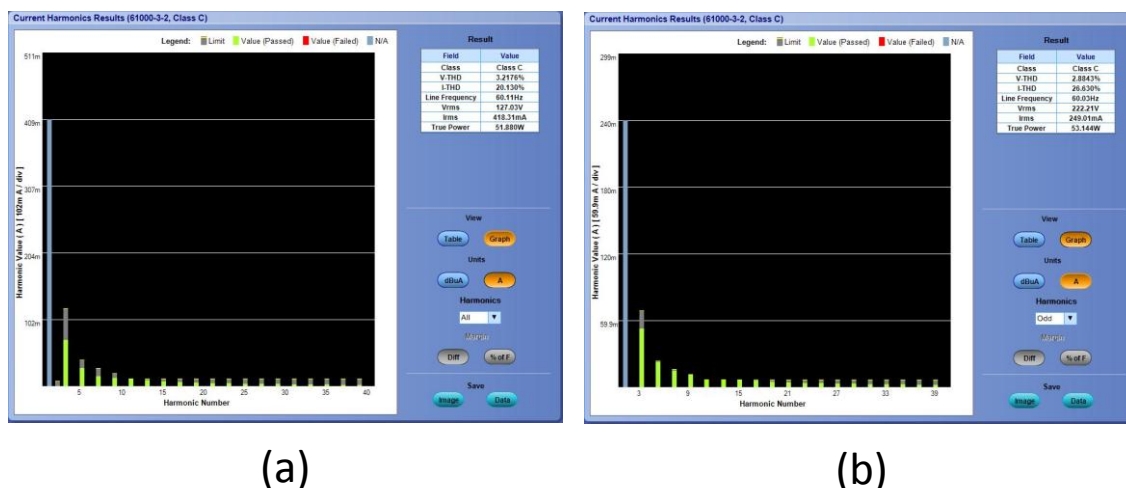 Current Harmonics Results (61000-3-2, Class C)
Legend: Limit Value (Passed) Value (Failed) N/A
511m
409m
307m
204m
102m
Harmonic Value (A) [ 102m A / div ]
5 10 15 20 25 30 35 40
Harmonic Number
Result
Field Value
Class Class C
V-THD 3.2176%
I-THD 20.130%
Line Frequency 60.11Hz
Vrms 127.03V
Irms 418.31mA
True Power 51.880W
View
Table Graph
Units
dBuA A
Harmonics
All
Margin
Diff % of F
Save
Image Data
(a)
Current Harmonics Results (61000-3-2, Class C)
Legend: Limit Value (Passed) Value (Failed) N/A
299m
240m
180m
120m
59.9m
Harmonic Value (A) [ 59.9m A / div ]
3 9 15 21 27 33 39
Harmonic Number
Result
Field Value
Class Class C
V-THD 2.8843%
I-THD 26.630%
Line Frequency 60.03Hz
Vrms 222.21V
Irms 249.01mA
True Power 53.144W
View
Table Graph
Units
dBuA A
Harmonics
Odd
Margin
Diff % of F
Save
Image Data
(b)